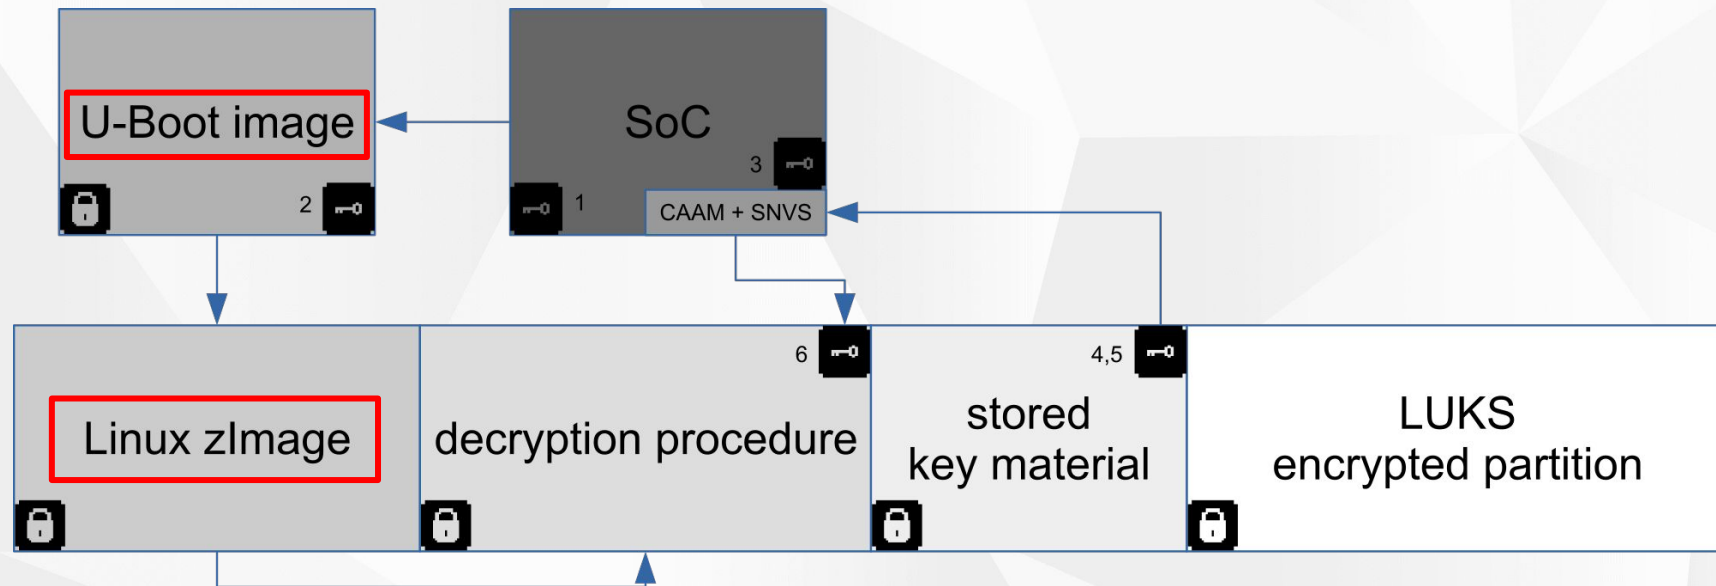 U-Boot image
2
SoC
3
1
CAAM + SNVS
Linux zImage
6
decryption procedure
4,5
stored
key material
LUKS
encrypted partition